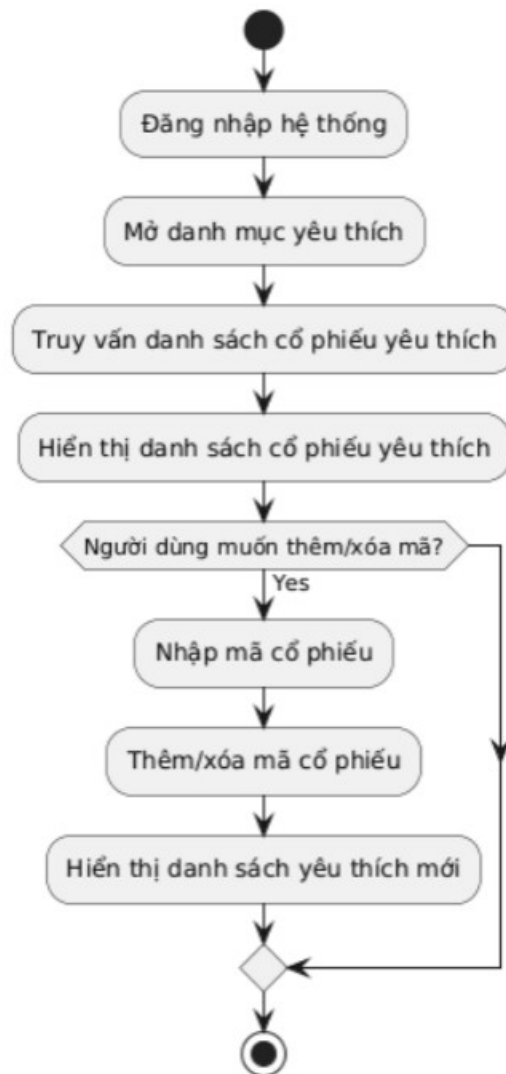 Đăng nhập hệ thống
Mở danh mục yêu thích
Truy vấn danh sách cổ phiếu yêu thích
Hiển thị danh sách cổ phiếu yêu thích
Người dùng muốn thêm/xóa mã?
Yes
Nhập mã cổ phiếu
Thêm/xóa mã cổ phiếu
Hiển thị danh sách yêu thích mới